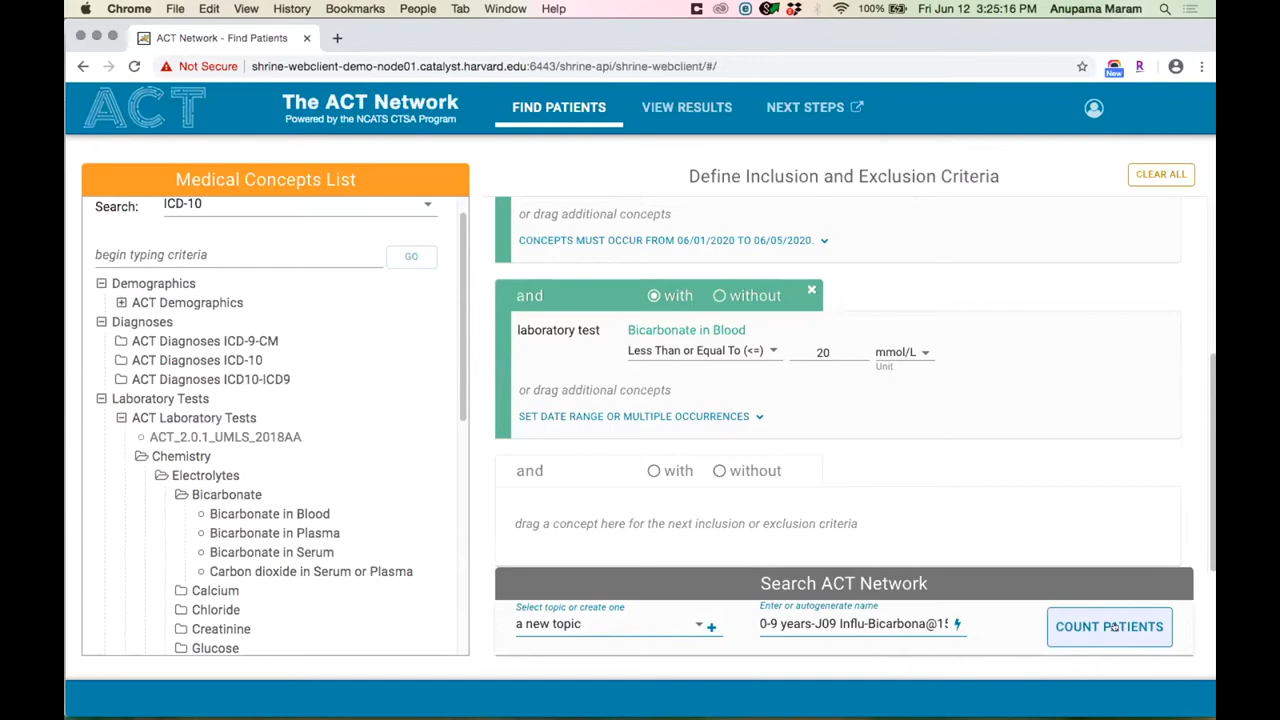 Chrome File Edit View History Bookmarks People Tab Window Help 100% Fri Jun 12 3:25:16 PM Anupama Maram
ACT Network - Find Patients
Not Secure shrine-webclient-demo-node01.catalyst.harvard.edu:6443/shrine-api/shrine-webclient/#/
New
R
ACT
The ACT Network
Powered by the NCATS CTSA Program
FIND PATIENTS VIEW RESULTS NEXT STEPS
Medical Concepts List
Search: ICD-10
begin typing criteria GO
Demographics
ACT Demographics
Diagnoses
ACT Diagnoses ICD-9-CM
ACT Diagnoses ICD-10
ACT Diagnoses ICD10-ICD9
Laboratory Tests
ACT Laboratory Tests
ACT_2.0.1_UMLS_2018AA
Chemistry
Electrolytes
Bicarbonate
Bicarbonate in Blood
Bicarbonate in Plasma
Bicarbonate in Serum
Carbon dioxide in Serum or Plasma
Calcium
Chloride
Creatinine
Glucose
Define Inclusion and Exclusion Criteria
CLEAR ALL
or drag additional concepts
CONCEPTS MUST OCCUR FROM 06/01/2020 TO 06/05/2020.
and with without
laboratory test Bicarbonate in Blood
Less Than or Equal To (<=) 20 mmol/L
Unit
or drag additional concepts
SET DATE RANGE OR MULTIPLE OCCURRENCES
and with without
drag a concept here for the next inclusion or exclusion criteria
Search ACT Network
Select topic or create one
a new topic
Enter or autogenerate name
0-9 years-J09 Influ-Bicarbona@15
COUNT PATIENTS